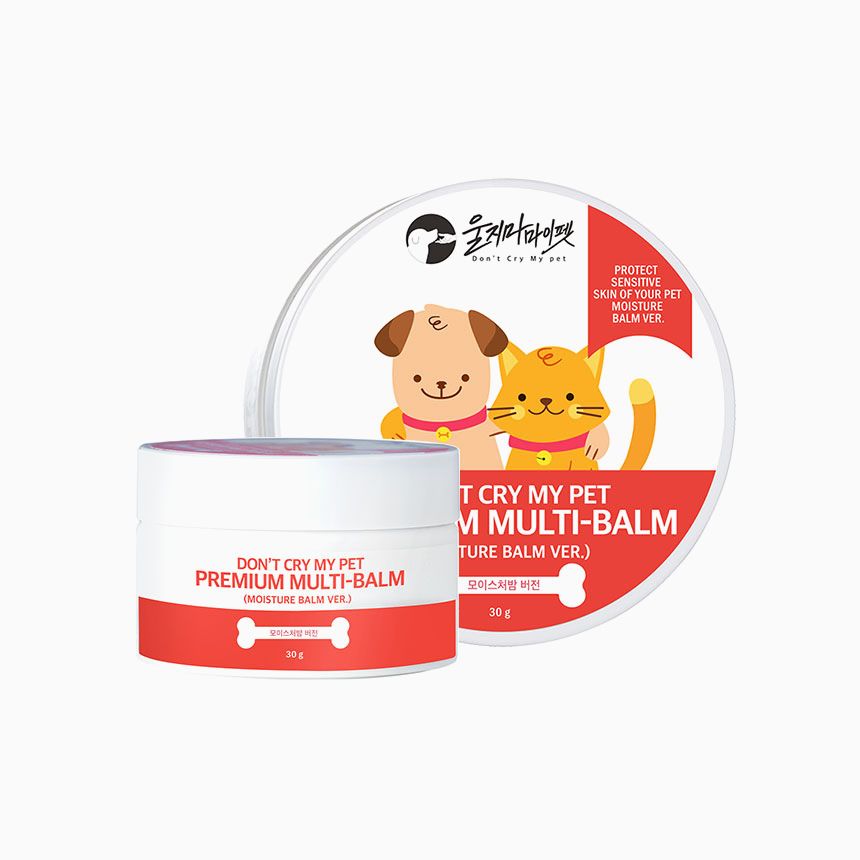 울지마마이펫
Don't Cry My pet
PROTECT
SENSITIVE
SKIN OF YOUR PET
MOISTURE
BALM VER.
T CRY MY PET
M MULTI-BALM
TURE BALM VER.)
모이스처밤 버전
30 g
DON'T CRY MY PET
PREMIUM MULTI-BALM
(MOISTURE BALM VER.)
모이스처밤 버전
30 g